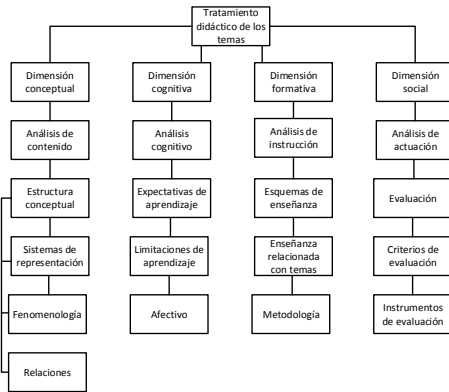 Tratamiento
didáctico de los
temas
Dimensión
conceptual
Dimensión
cognitiva
Dimensión
formativa
Dimensión
social
Análisis de
contenido
Análisis
cognitivo
Análisis de
instrucción
Análisis de
actuación
Estructura
conceptual
Expectativas de
aprendizaje
Esquemas de
enseñanza
Evaluación
Sistemas de
representación
Limitaciones de
aprendizaje
Enseñanza
relacionada
con temas
Criterios de
evaluación
Fenomenología
Afectivo
Metodología
Instrumentos
de evaluación
Relaciones